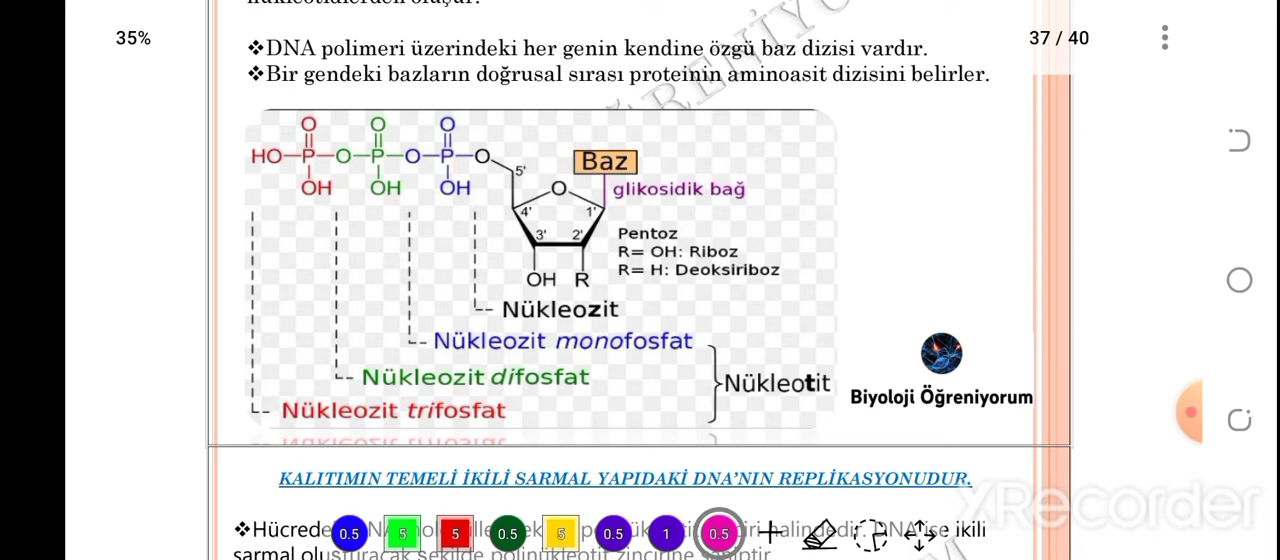 35%
37 / 40
❖DNA polimeri üzerindeki her genin kendine özgü baz dizisi vardır.
❖Bir gendeki bazların doğrusal sırası proteinin aminoasit dizisini belirler.
O O O
HO—P—O—P—O—P—O
OH OH OH
5'
Baz
O
glikosidik bağ
4' 1'
3' 2'
Pentoz
R= OH: Riboz
R= H: Deoksiriboz
OH R
Nükleozit
Nükleozit monofosfat
Nükleozit difosfat
Nükleotit
Nükleozit trifosfat
Biyoloji Öğreniyorum
KALITIMIN TEMELİ İKİLİ SARMAL YAPIDAKİ DNA'NIN REPLİKASYONUDUR.
❖Hücrede ikili
sarmal
0.5 5 5 0.5 5 0.5 1 0.5
XRecorder